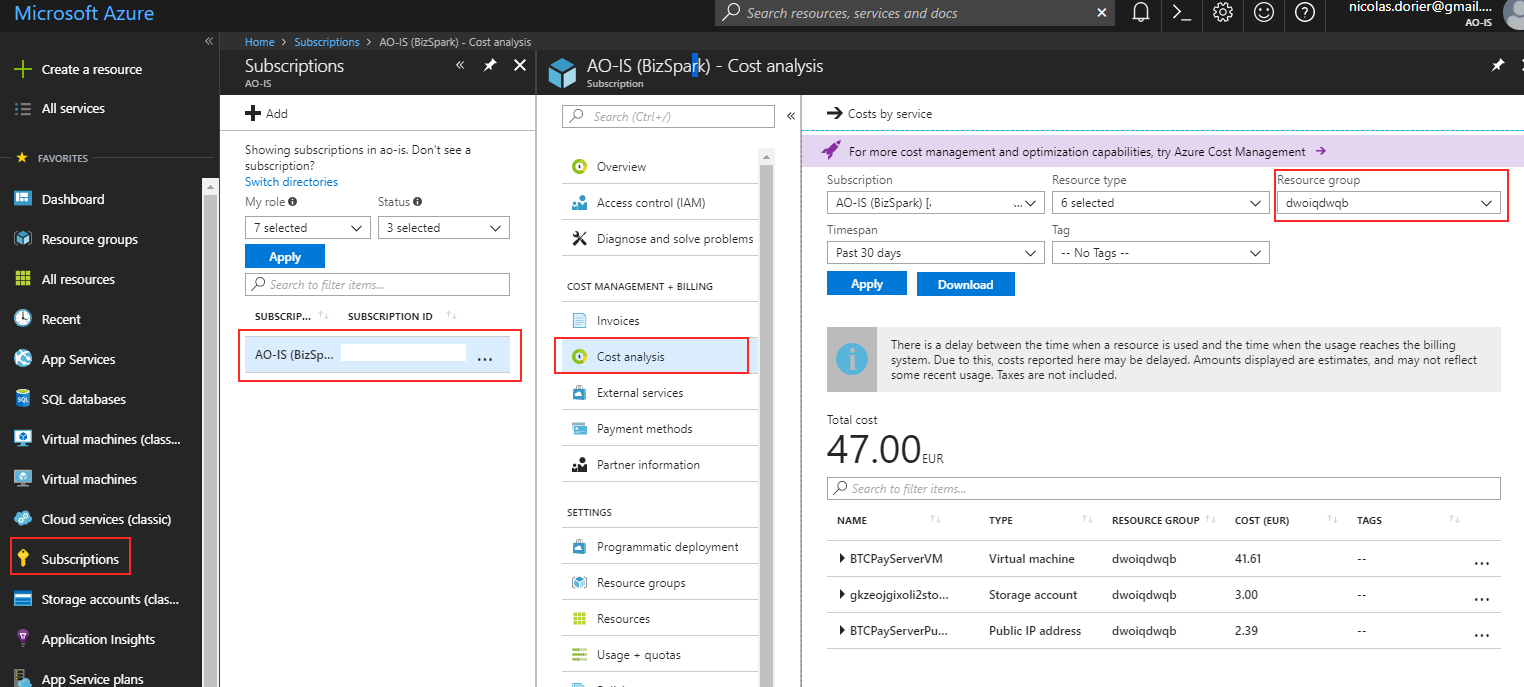 Microsoft Azure
Search resources, services and docs
nicolas.dorier@gmail....
AO-IS
Create a resource
All services
FAVORITES
Dashboard
Resource groups
All resources
Recent
App Services
SQL databases
Virtual machines (class...
Virtual machines
Cloud services (classic)
Subscriptions
Storage accounts (clas...
Application Insights
App Service plans
Home > Subscriptions > AO-IS (BizSpark) - Cost analysis
Subscriptions
AO-IS
Add
Showing subscriptions in ao-is. Don't see a
subscription?
Switch directories
My role Status
7 selected 3 selected
Apply
Search to filter items...
SUBSCRIP... SUBSCRIPTION ID
AO-IS (BizSp... ...
AO-IS (BizSpark) - Cost analysis
Subscription
Search (Ctrl+/)
Overview
Access control (IAM)
Diagnose and solve problems
COST MANAGEMENT + BILLING
Invoices
Cost analysis
External services
Payment methods
Partner information
SETTINGS
Programmatic deployment
Resource groups
Resources
Usage + quotas
Costs by service
For more cost management and optimization capabilities, try Azure Cost Management
Subscription Resource type Resource group
AO-IS (BizSpark) [a ... 6 selected dwoiqdwqb
Timespan Tag
Past 30 days -- No Tags --
Apply Download
There is a delay between the time when a resource is used and the time when the usage reaches the billing
system. Due to this, costs reported here may be delayed. Amounts displayed are estimates, and may not reflect
some recent usage. Taxes are not included.
Total cost
47.00 EUR
Search to filter items...
NAME TYPE RESOURCE GROUP COST (EUR) TAGS
BTCPayServerVM Virtual machine dwoiqdwqb 41.61 -- ...
gkzeojgixoli2sto... Storage account dwoiqdwqb 3.00 -- ...
BTCPayServerPu... Public IP address dwoiqdwqb 2.39 -- ...